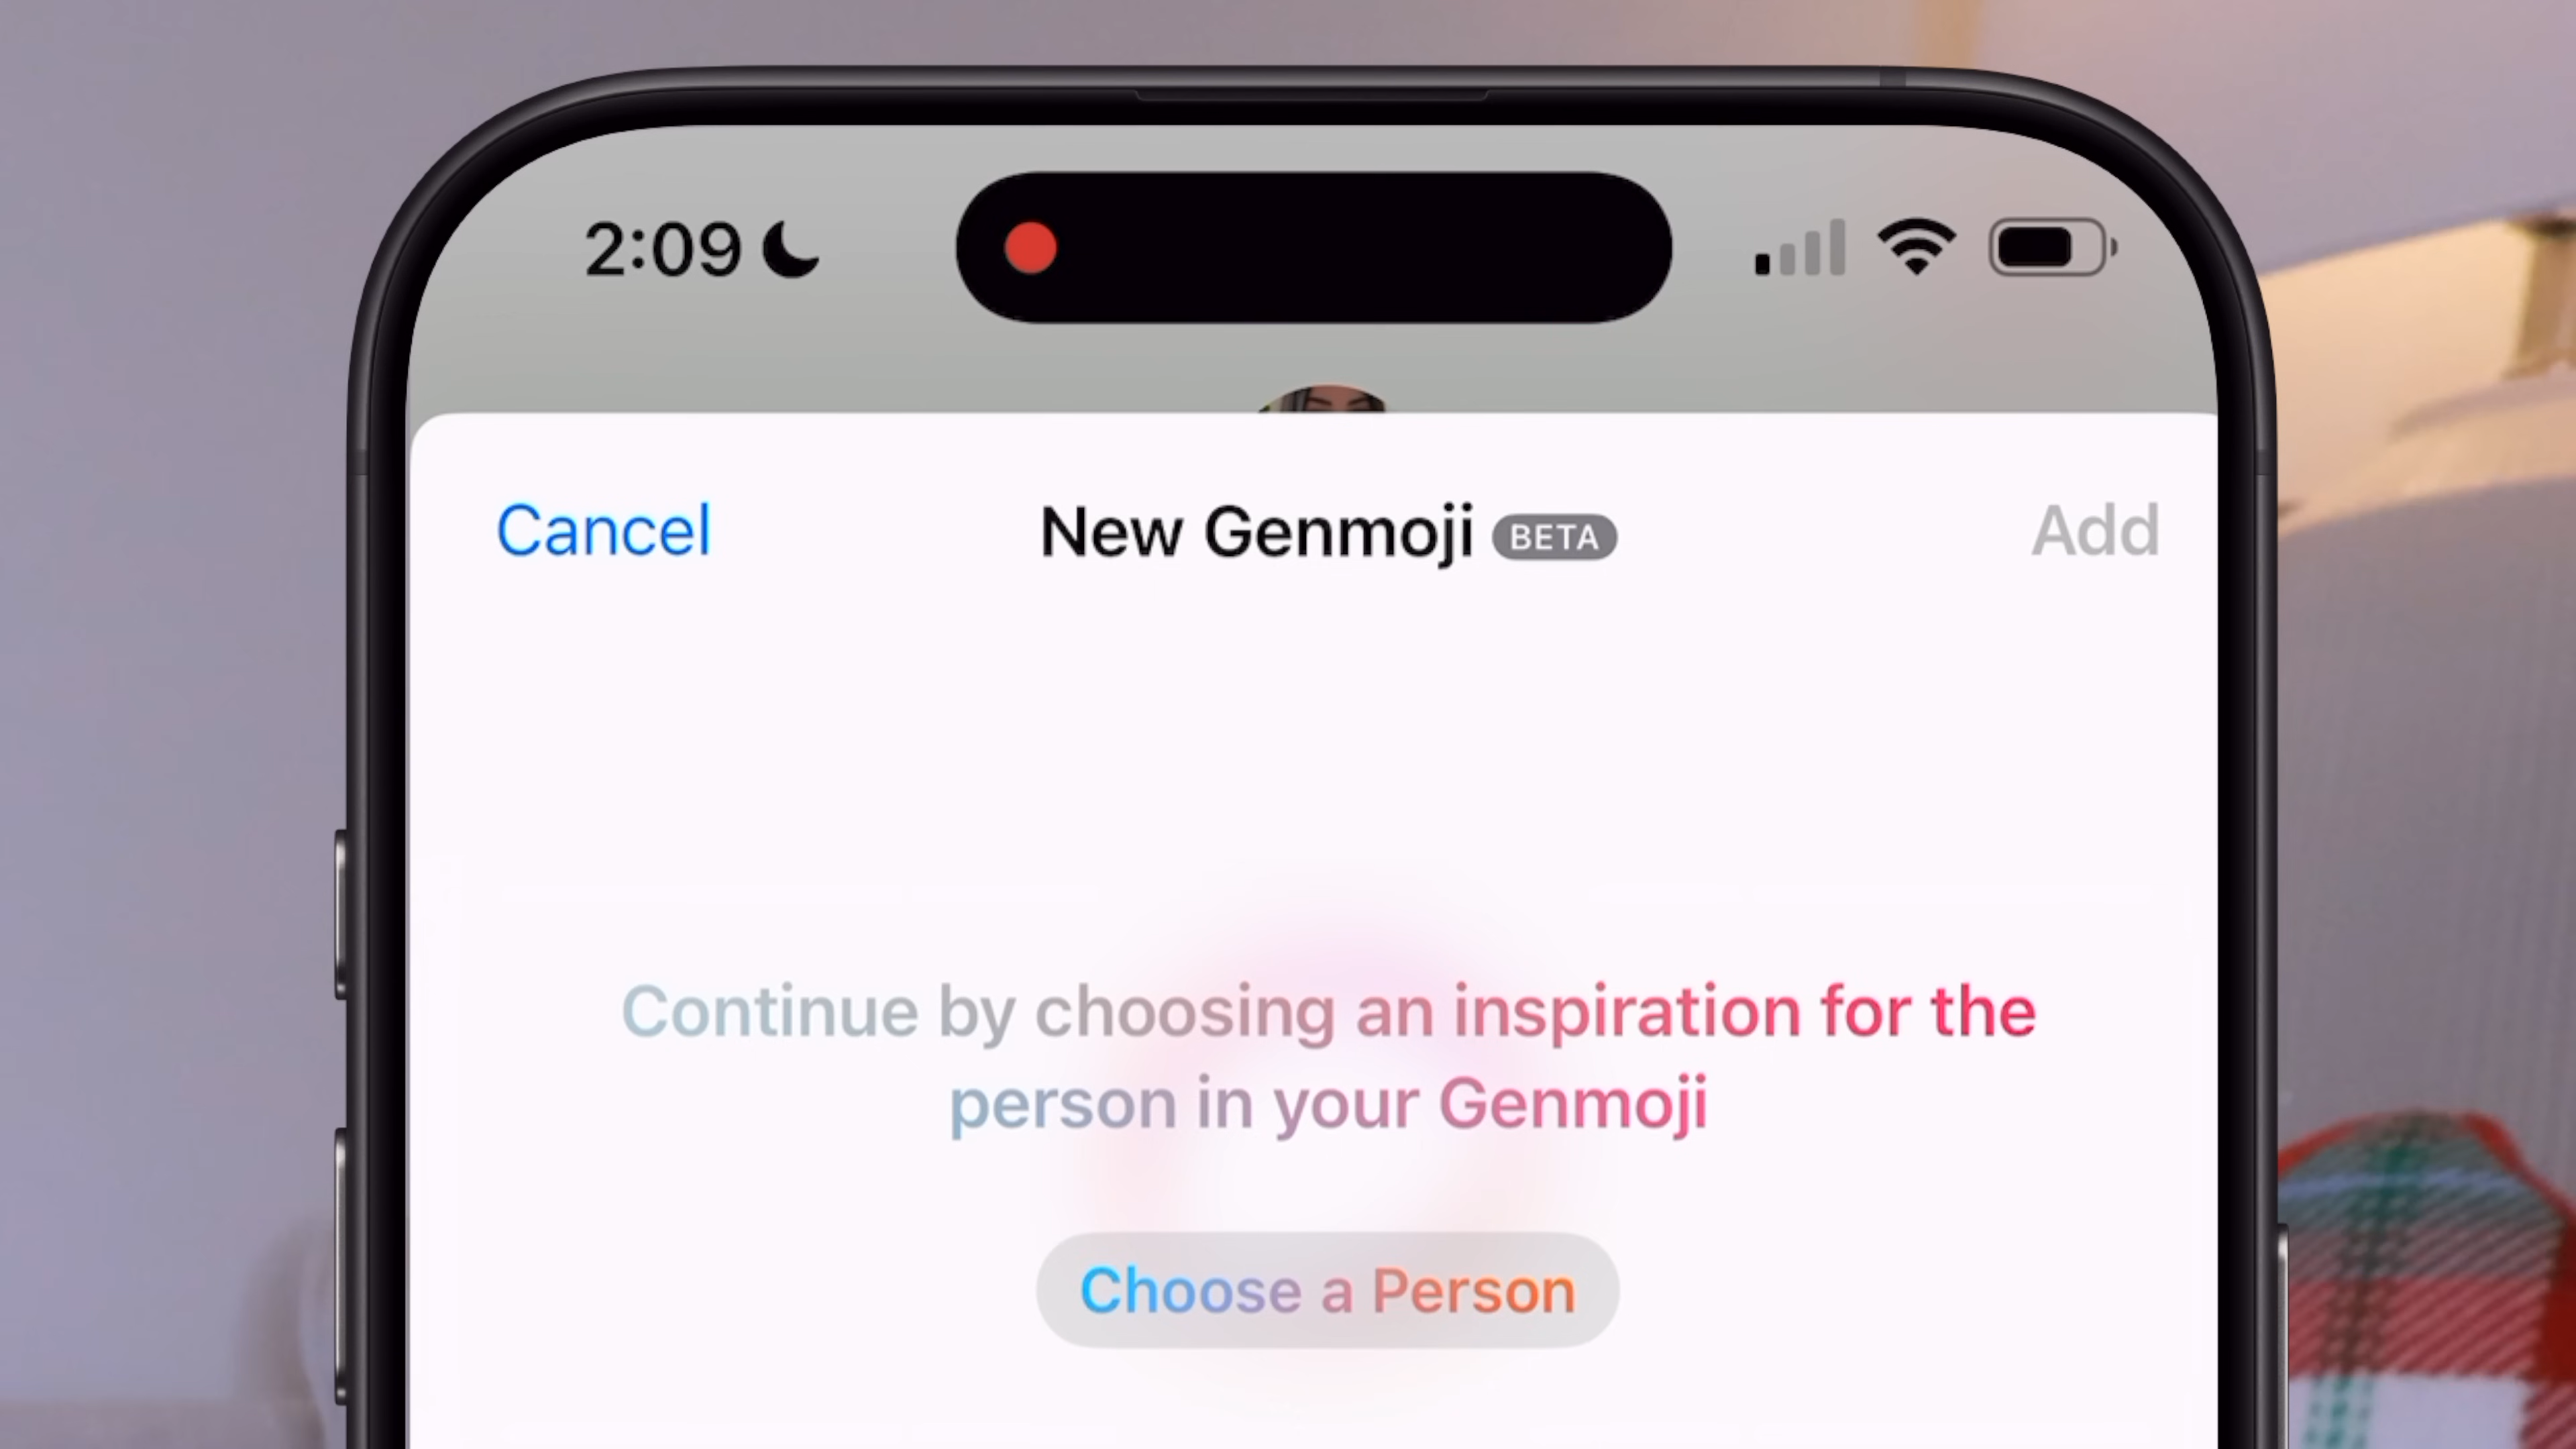 2:09
Cancel
New Genmoji BETA
Add
Continue by choosing an inspiration for the
person in your Genmoji
Choose a Person